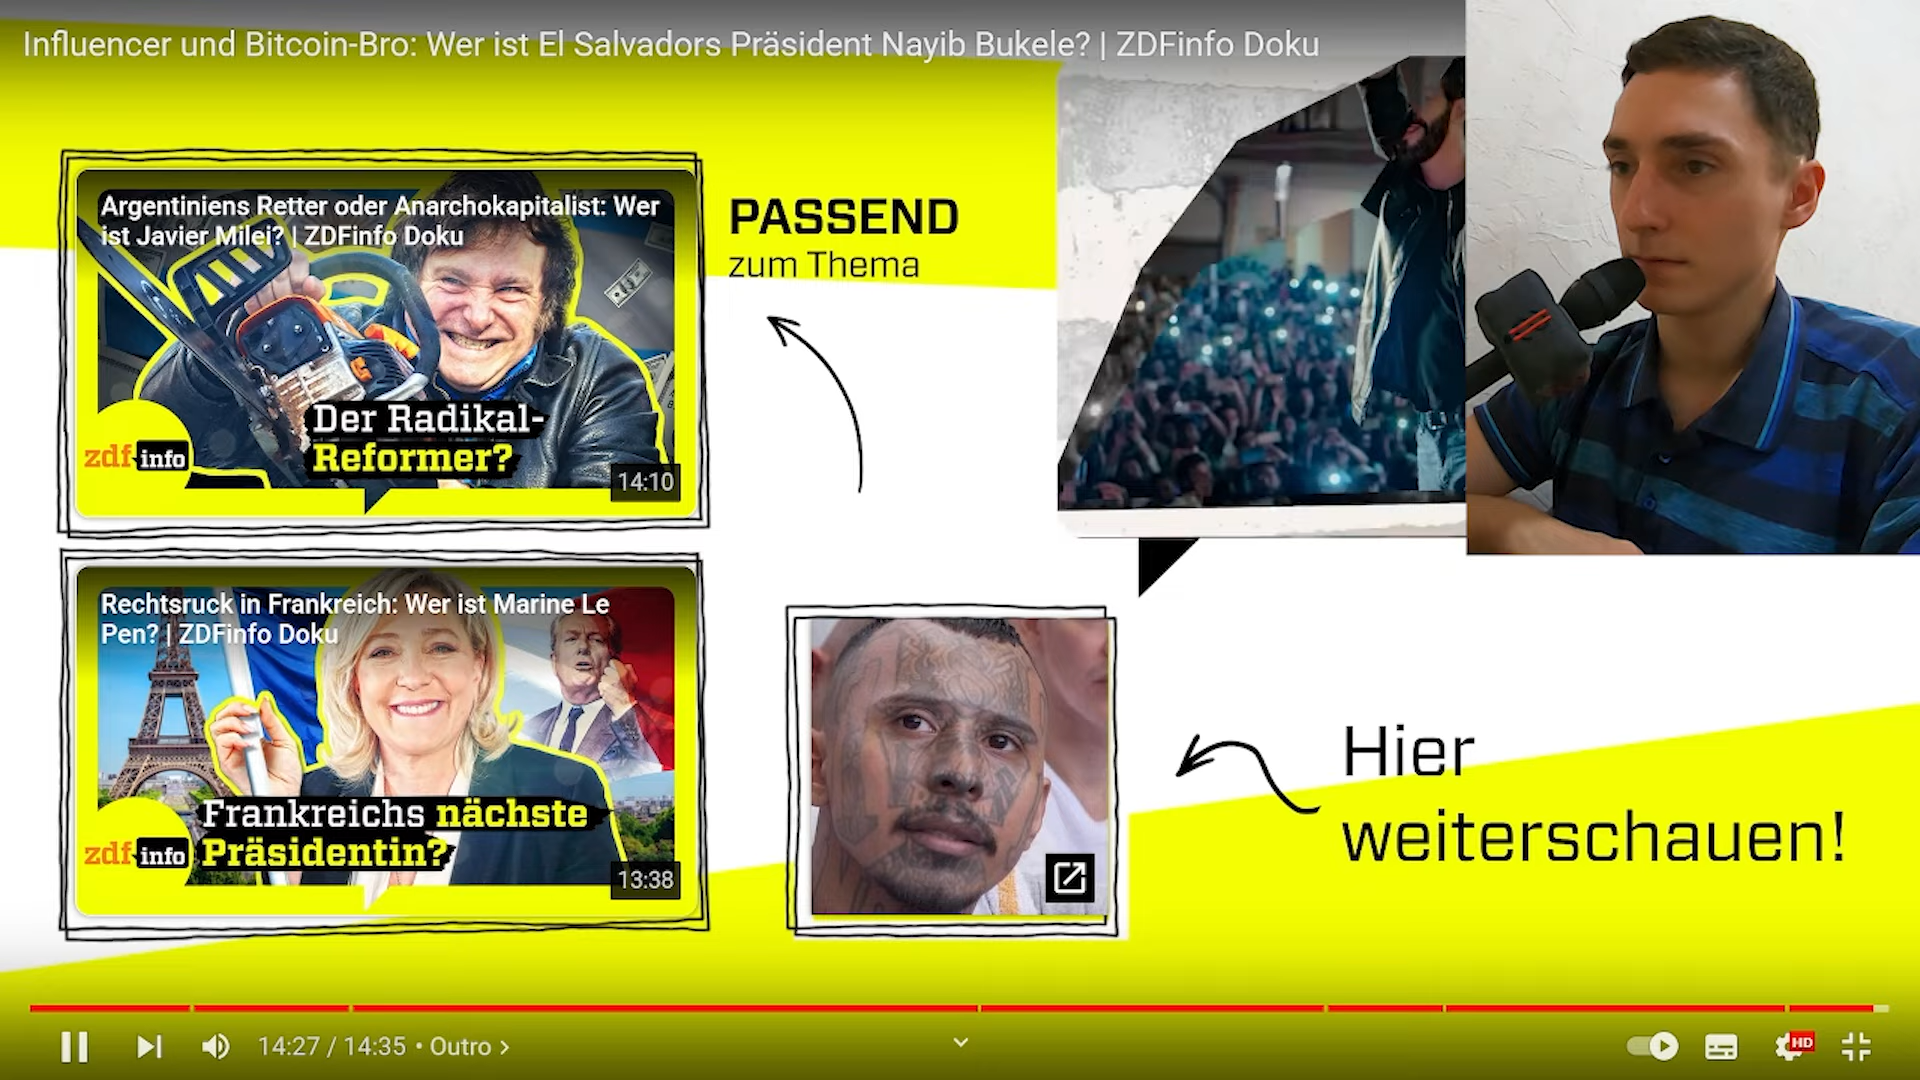 Influencer und Bitcoin-Bro: Wer ist El Salvadors Präsident Nayib Bukele? | ZDFinfo Doku
Argentiniens Retter oder Anarchokapitalist: Wer
ist Javier Milei? | ZDFinfo Doku
Der Radikal-
Reformer?
zdf info
14:10
PASSEND
zum Thema
Rechtsruck in Frankreich: Wer ist Marine Le
Pen? | ZDFinfo Doku
Frankreichs nächste
Präsidentin?
zdf info
13:38
Hier
weiterschauen!
14:27 / 14:35 • Outro
HD